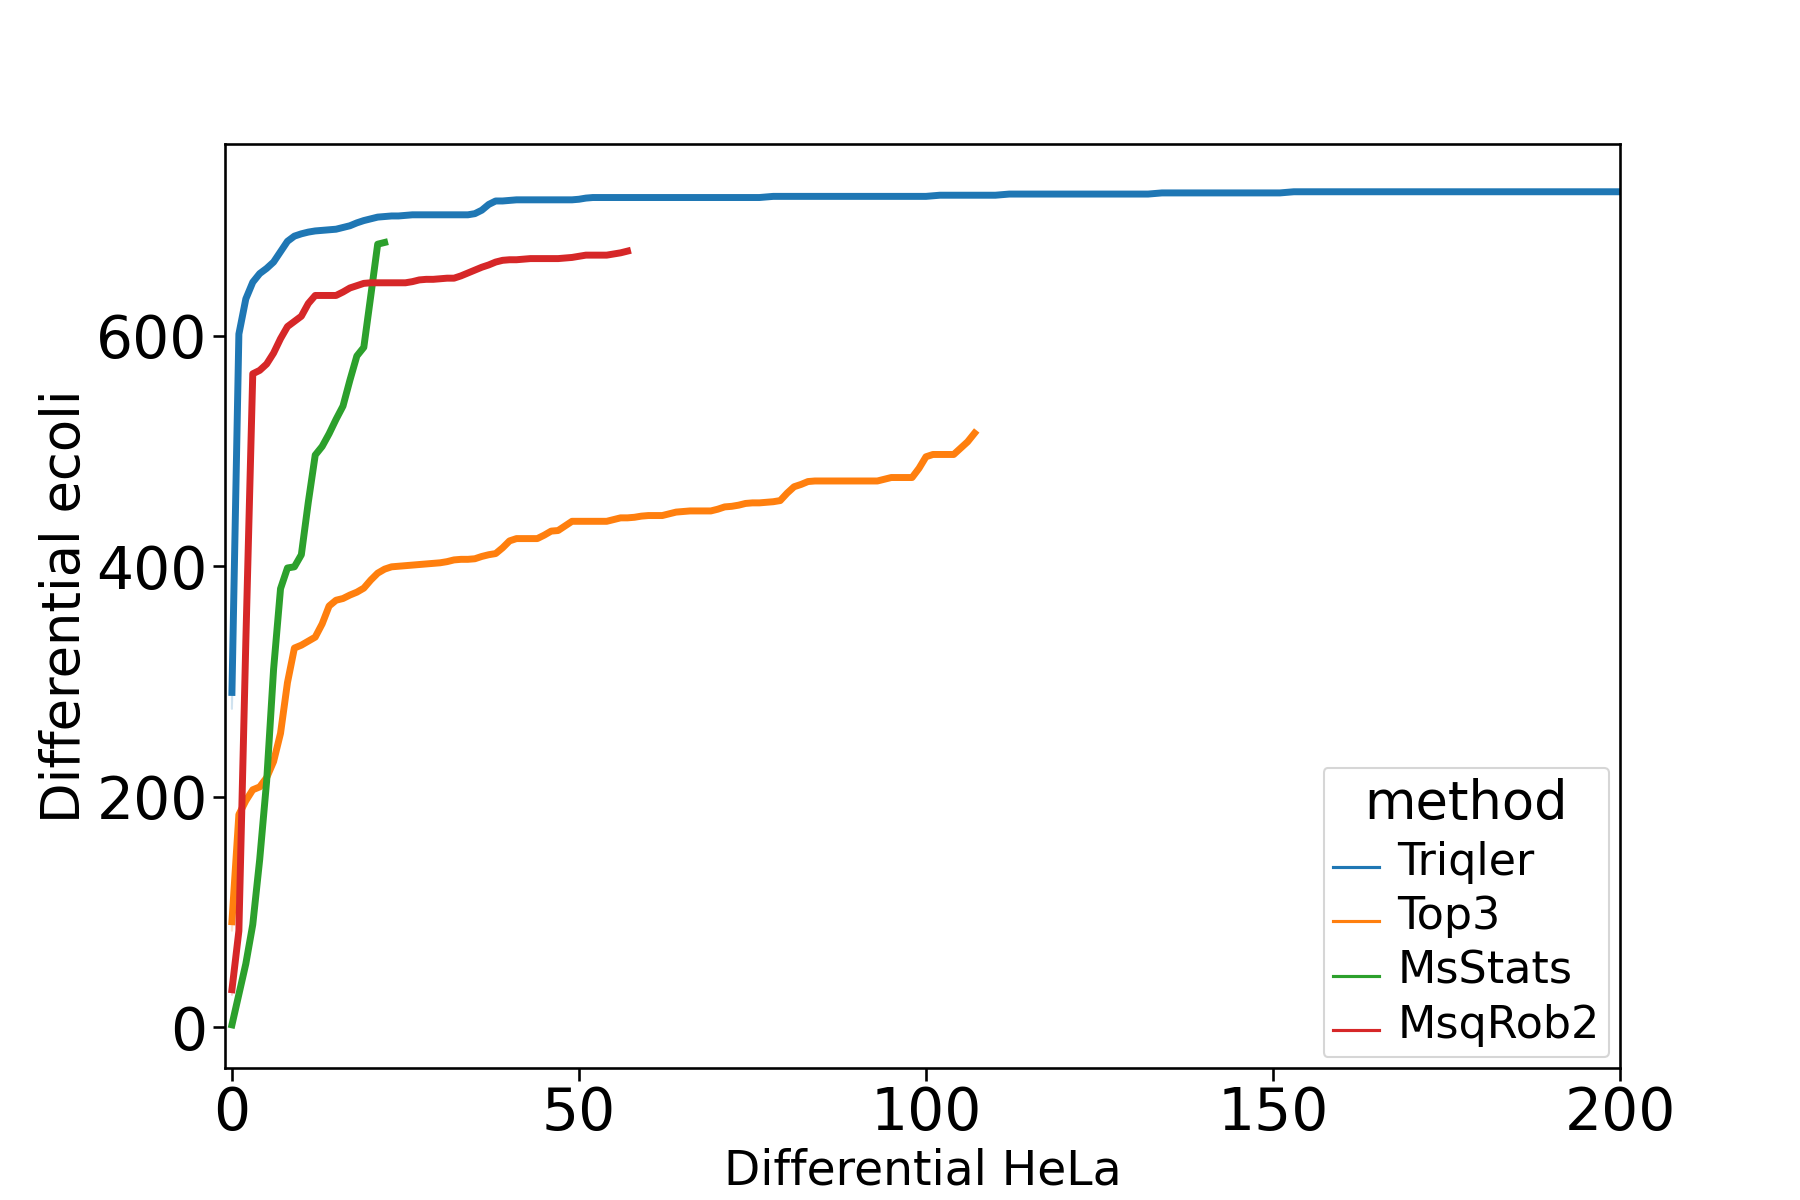 Differential ecoli
600
400
200
0
0 50 100 150 200
Differential HeLa
method
Triqler
Top3
MsStats
MsqRob2